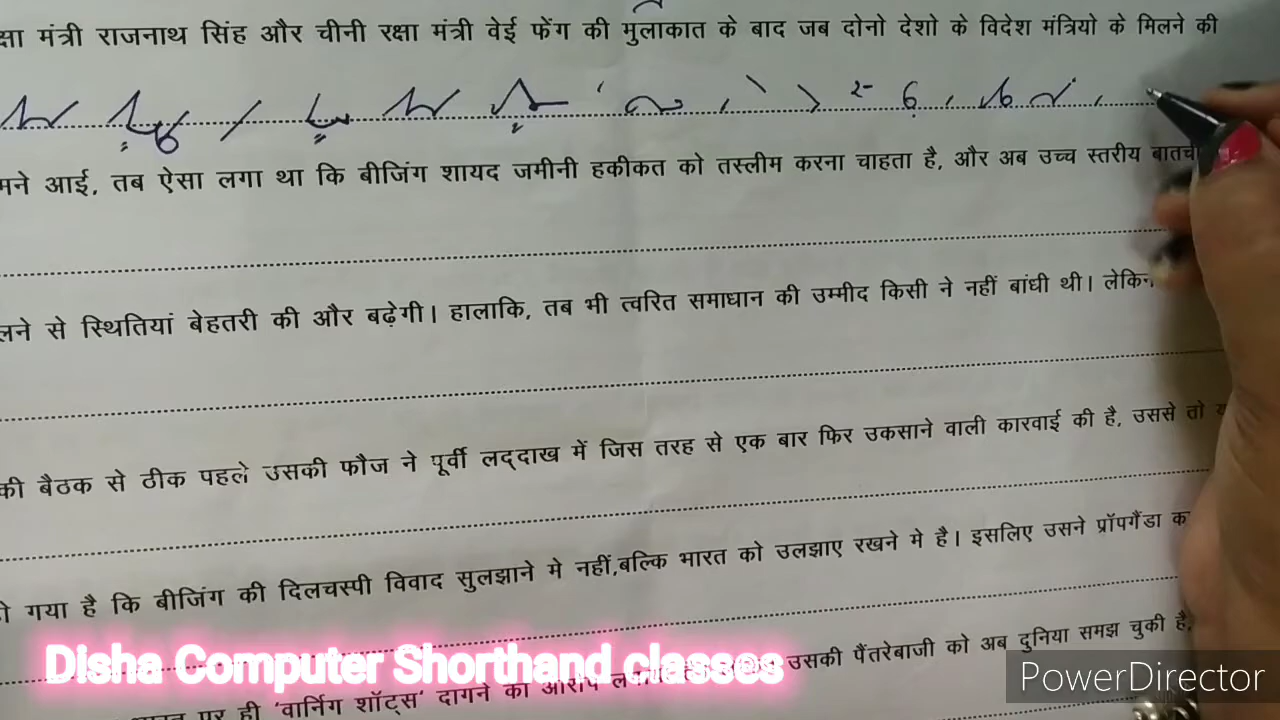 मंत्री राजनाथ सिंह और चीनी रक्षा मंत्री वेई फेंग की मुलाकात के बाद जब दोनो देशो के विदेश मंत्रियो के मिलने की
आई, तब ऐसा लगा था कि बीजिंग शायद जमीनी हकीकत को तस्लीम करना चाहता है, और अब उच्च स्तरीय
से स्थितियां बेहतरी की और बढ़ेगी। हालाकि, तब भी त्वरित समाधान की उम्मीद किसी ने नहीं बांधी थी।
की बैठक से ठीक पहले उसकी फौज ने पूर्वी लद्दाख में जिस तरह से एक बार फिर उकसाने वाली कारवाई की है, उससे तो
गया है कि बीजिंग की दिलचस्पी विवाद सुलझाने मे नहीं,बल्कि भारत को उलझाए रखने मे है। इसलिए उसने प्रॉपगैंडा
उसकी पैंतरेबाजी को अब दुनिया समझ चुकी है,
पर ही ‘वार्निग शॉट्स’ दागने का आरोप
Disha Computer Shorthand classes
PowerDirector